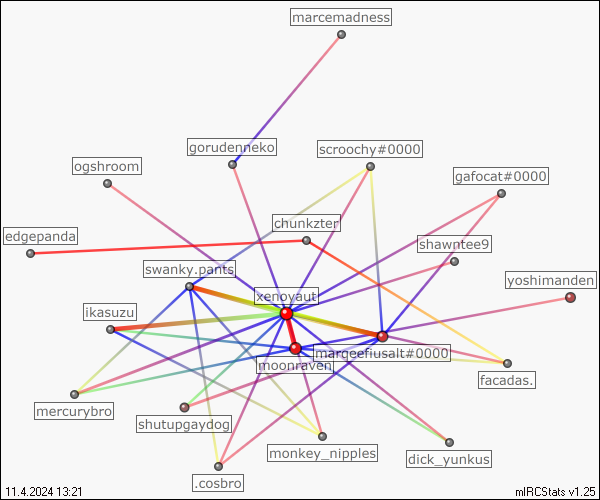 marcemadness
gorudenneko
scroochy#0000
ogshroom
gafocat#0000
chunkzter
edgepanda
shawntee9
swanky.pants
yoshimanden
xenoyaut
ikasuzu
margeefiusalt#0000
moonraven
facadas.
mercurybro
shutupgaydog
monkey_nipples
dick_yunkus
.cosbro
11.4.2024 13:21
mIRCStats v1.25